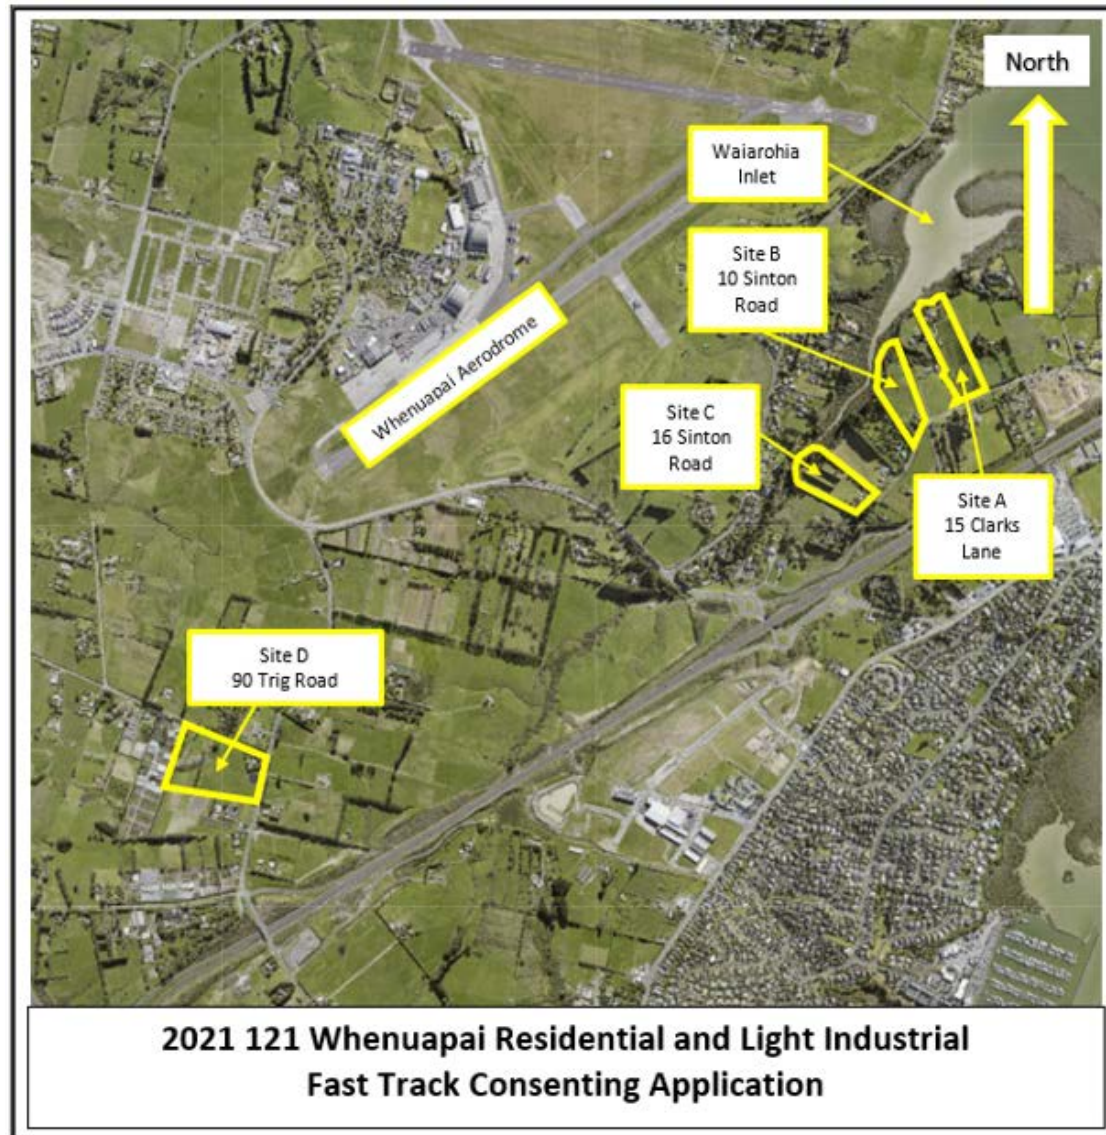 North
Waiarohia
Inlet
Site B
10 Sinton
Road
Whenuapai Aerodrome
Site C
16 Sinton
Road
Site A
15 Clarks
Lane
Site D
90 Trig Road
2021 121 Whenuapai Residential and Light Industrial
Fast Track Consenting Application